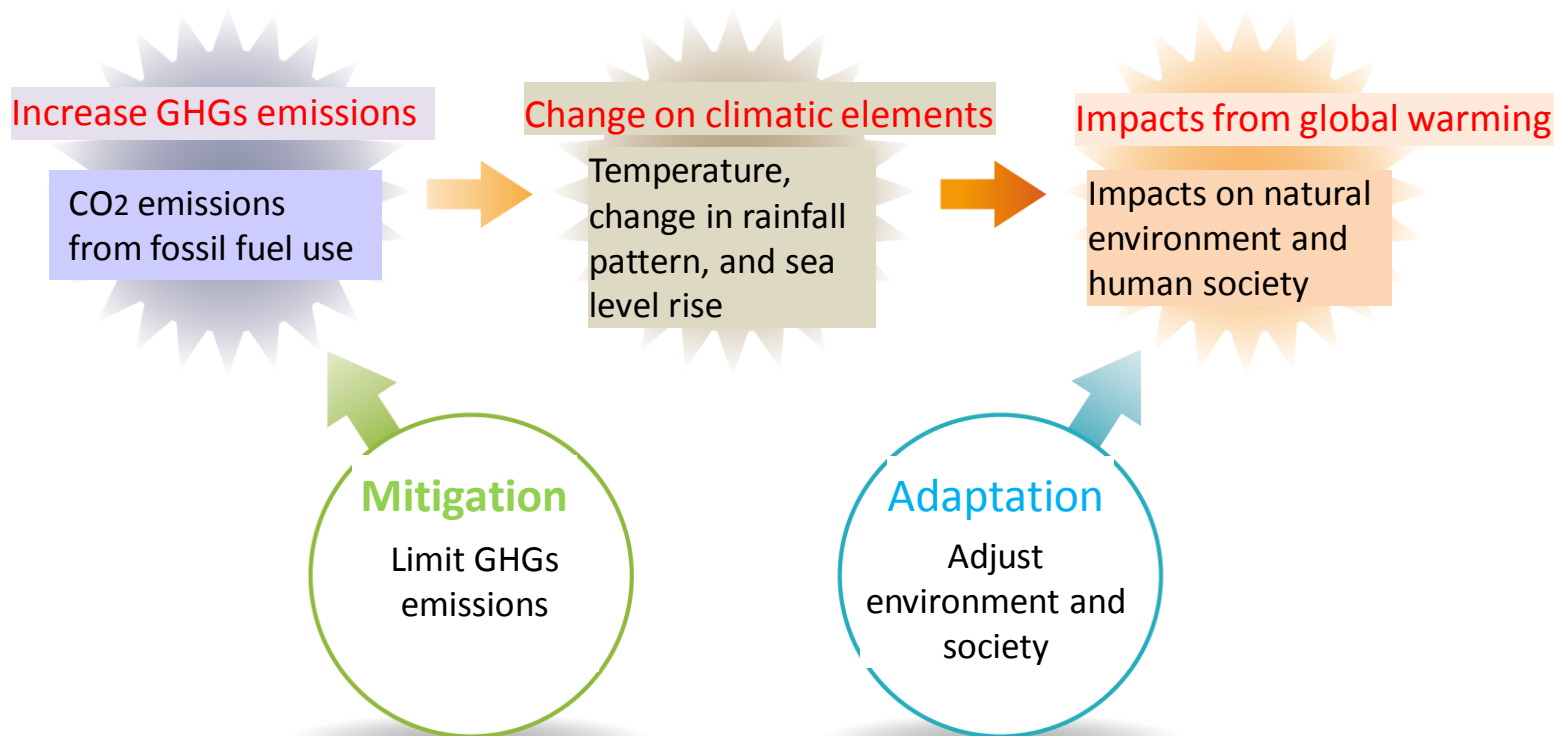 Increase GHGs emissions
CO2 emissions
from fossil fuel use
Change on climatic elements
Temperature,
change in rainfall
pattern, and sea
level rise
Impacts from global warming
Impacts on natural
environment and
human society
Mitigation
Limit GHGs
emissions
Adaptation
Adjust
environment and
society